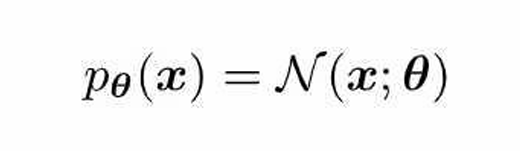 p_θ(x) = 𝒩(x; θ)